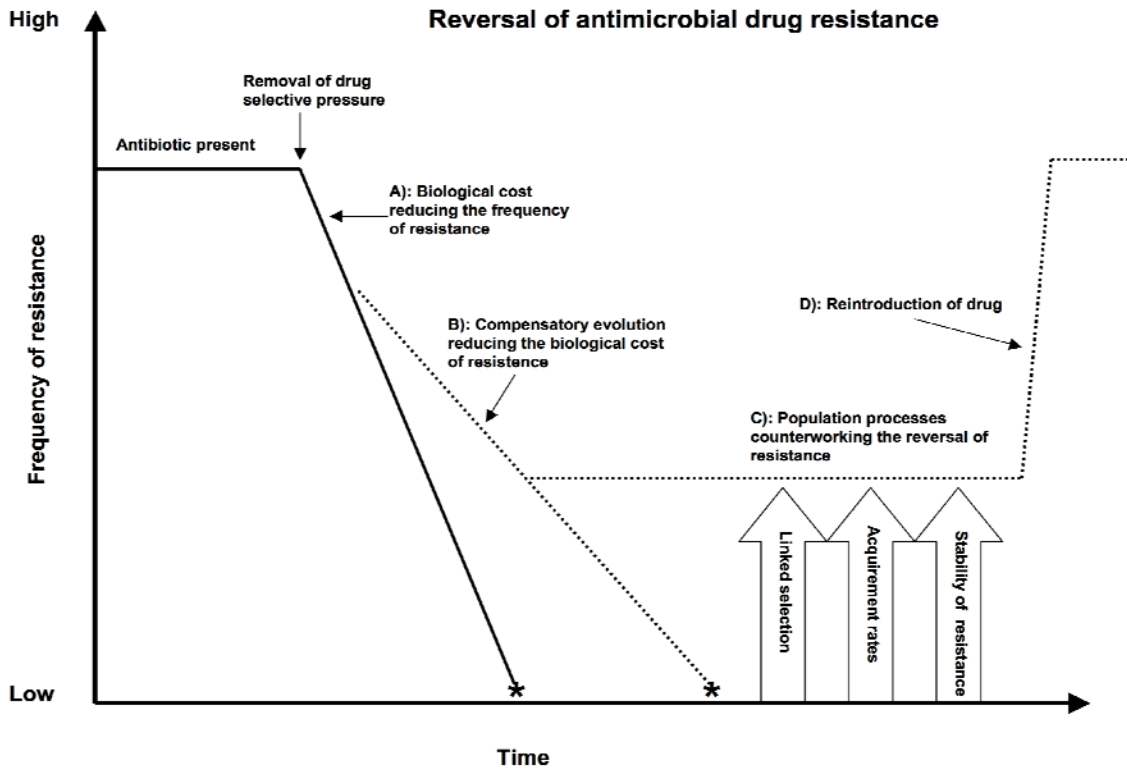 High
Reversal of antimicrobial drug resistance
Removal of drug
selective pressure
Antibiotic present
A): Biological cost
reducing the frequency
of resistance
B): Compensatory evolution
reducing the biological cost
of resistence
D): Reintroduction of drug
C): Population processes
counterworking the reversal of
resistance
Linked selection
Acquirement rates
Stability of resistance
Frequency of resistance
Low
*
*
Time